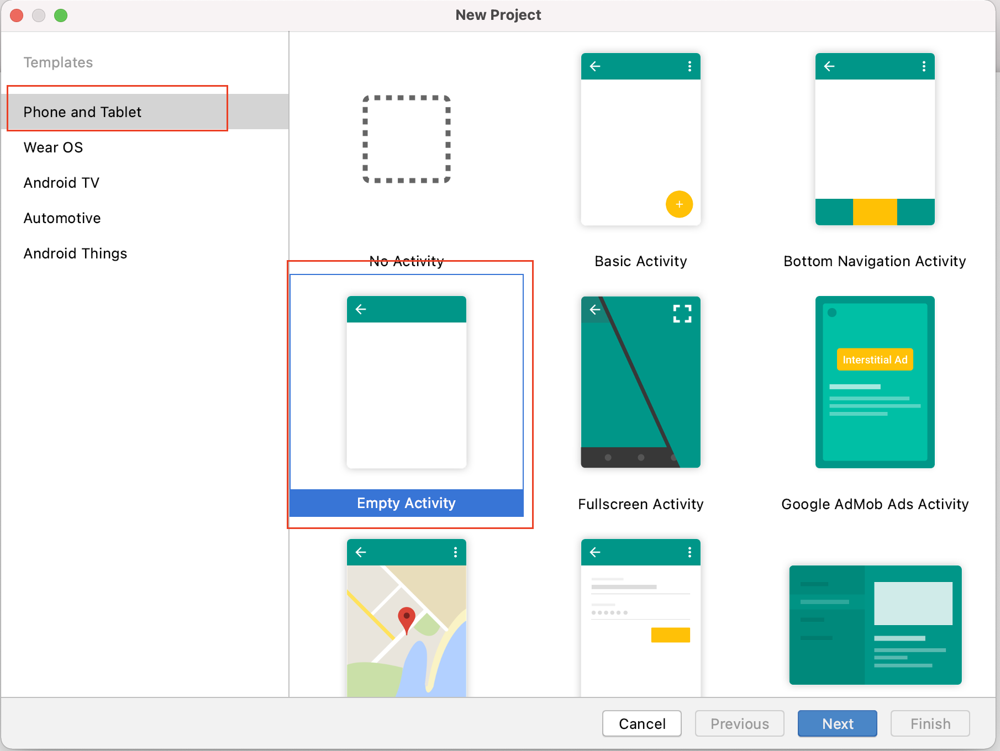 New Project
Templates
Phone and Tablet
Wear OS
Android TV
Automotive
Android Things
No Activity
Basic Activity
Bottom Navigation Activity
Interstitial Ad
Empty Activity
Fullscreen Activity
Google AdMob Ads Activity
Cancel
Previous
Next
Finish